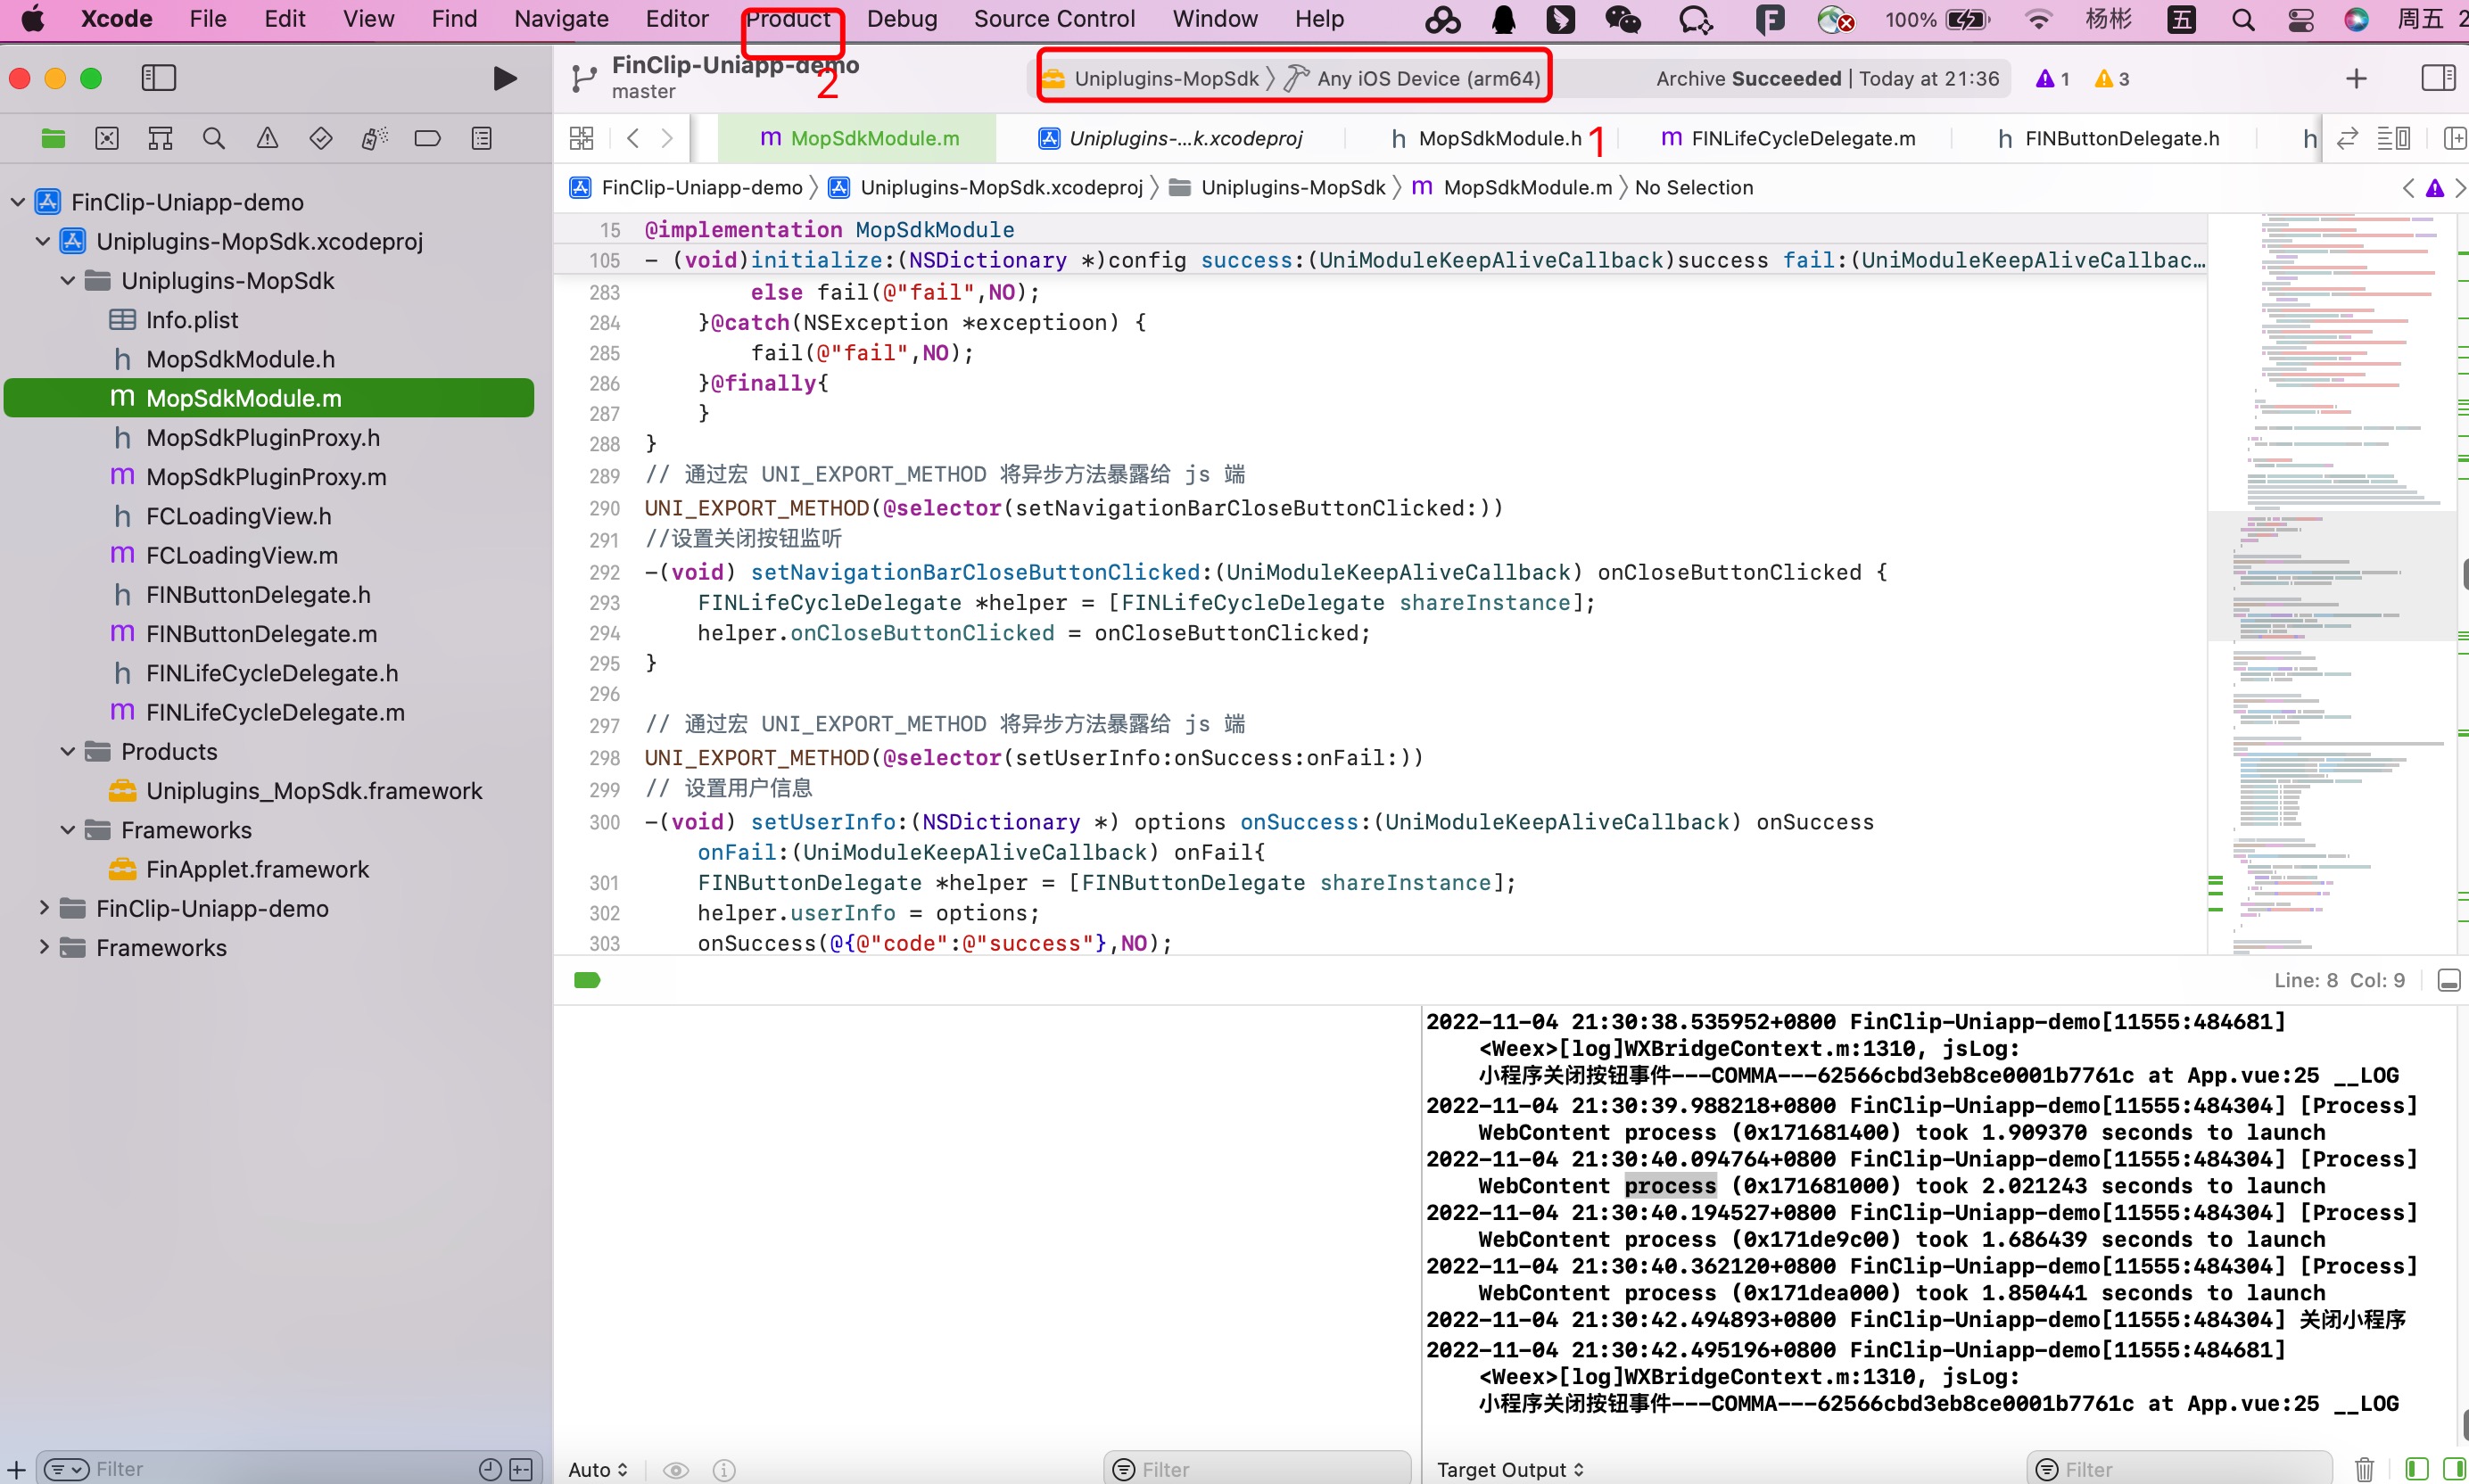 Xcode File Edit View Find Navigate Editor Product Debug Source Control Window Help 100% 杨彬 五 周五 2
FinClip-Uniapp-demo
master
2
Uniplugins-MopSdk 〉 Any iOS Device (arm64)
Archive Succeeded | Today at 21:36 1 3
m MopSdkModule.m Uniplugins-...k.xcodeproj h MopSdkModule.h 1 m FINLifeCycleDelegate.m h FINButtonDelegate.h h
FinClip-Uniapp-demo 〉 Uniplugins-MopSdk.xcodeproj 〉 Uniplugins-MopSdk 〉 m MopSdkModule.m 〉 No Selection
FinClip-Uniapp-demo
Uniplugins-MopSdk.xcodeproj
Uniplugins-MopSdk
Info.plist
h MopSdkModule.h
m MopSdkModule.m
h MopSdkPluginProxy.h
m MopSdkPluginProxy.m
h FCLoadingView.h
m FCLoadingView.m
h FINButtonDelegate.h
m FINButtonDelegate.m
h FINLifeCycleDelegate.h
m FINLifeCycleDelegate.m
Products
Uniplugins_MopSdk.framework
Frameworks
FinApplet.framework
FinClip-Uniapp-demo
Frameworks
Filter
15 @implementation MopSdkModule
105 - (void)initialize:(NSDictionary *)config success:(UniModuleKeepAliveCallback)success fail:(UniModuleKeepAliveCallbac...
283 else fail(@"fail",NO);
284 }@catch(NSException *exceptioon) {
285 fail(@"fail",NO);
286 }@finally{
287 }
288 }
289 // 通过宏 UNI_EXPORT_METHOD 将异步方法暴露给 js 端
290 UNI_EXPORT_METHOD(@selector(setNavigationBarCloseButtonClicked:))
291 //设置关闭按钮监听
292 -(void) setNavigationBarCloseButtonClicked:(UniModuleKeepAliveCallback) onCloseButtonClicked {
293 FINLifeCycleDelegate *helper = [FINLifeCycleDelegate shareInstance];
294 helper.onCloseButtonClicked = onCloseButtonClicked;
295 }
296
297 // 通过宏 UNI_EXPORT_METHOD 将异步方法暴露给 js 端
298 UNI_EXPORT_METHOD(@selector(setUserInfo:onSuccess:onFail:))
299 // 设置用户信息
300 -(void) setUserInfo:(NSDictionary *) options onSuccess:(UniModuleKeepAliveCallback) onSuccess
onFail:(UniModuleKeepAliveCallback) onFail{
301 FINButtonDelegate *helper = [FINButtonDelegate shareInstance];
302 helper.userInfo = options;
303 onSuccess(@{@"code":@"success"},NO);
Line: 8 Col: 9
2022-11-04 21:30:38.535952+0800 FinClip-Uniapp-demo[11555:484681]
<Weex>[log]WXBridgeContext.m:1310, jsLog:
小程序关闭按钮事件---COMMA---62566cbd3eb8ce0001b7761c at App.vue:25 __LOG
2022-11-04 21:30:39.988218+0800 FinClip-Uniapp-demo[11555:484304] [Process]
WebContent process (0x171681400) took 1.909370 seconds to launch
2022-11-04 21:30:40.094764+0800 FinClip-Uniapp-demo[11555:484304] [Process]
WebContent process (0x171681000) took 2.021243 seconds to launch
2022-11-04 21:30:40.194527+0800 FinClip-Uniapp-demo[11555:484304] [Process]
WebContent process (0x171de9c00) took 1.686439 seconds to launch
2022-11-04 21:30:40.362120+0800 FinClip-Uniapp-demo[11555:484304] [Process]
WebContent process (0x171dea000) took 1.850441 seconds to launch
2022-11-04 21:30:42.494893+0800 FinClip-Uniapp-demo[11555:484304] 关闭小程序
2022-11-04 21:30:42.495196+0800 FinClip-Uniapp-demo[11555:484681]
<Weex>[log]WXBridgeContext.m:1310, jsLog:
小程序关闭按钮事件---COMMA---62566cbd3eb8ce0001b7761c at App.vue:25 __LOG
Auto Filter Target Output Filter